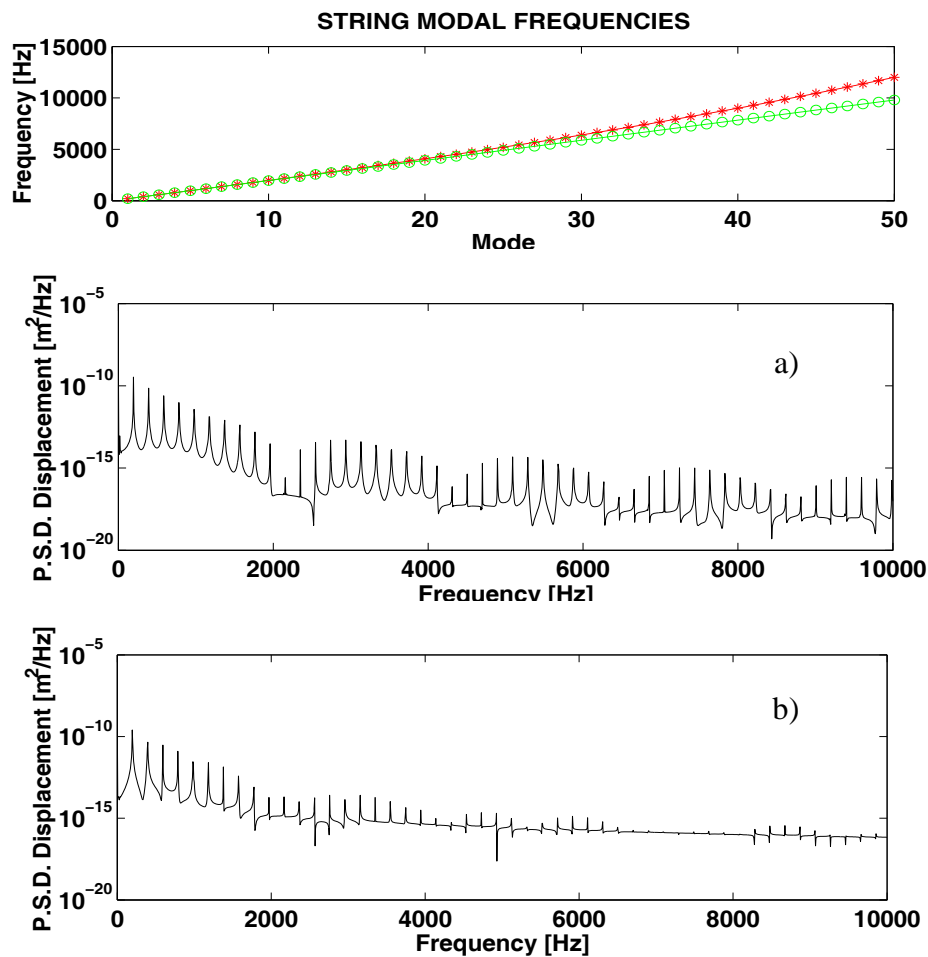 STRING MODAL FREQUENCIES
Frequency [Hz]
15000
10000
5000
0
0 10 20 30 40 50
Mode
P.S.D. Displacement [m²/Hz]
10⁻⁵
10⁻¹⁰
10⁻¹⁵
10⁻²⁰
a)
0 2000 4000 6000 8000 10000
Frequency [Hz]
P.S.D. Displacement [m²/Hz]
10⁻⁵
10⁻¹⁰
10⁻¹⁵
10⁻²⁰
b)
0 2000 4000 6000 8000 10000
Frequency [Hz]